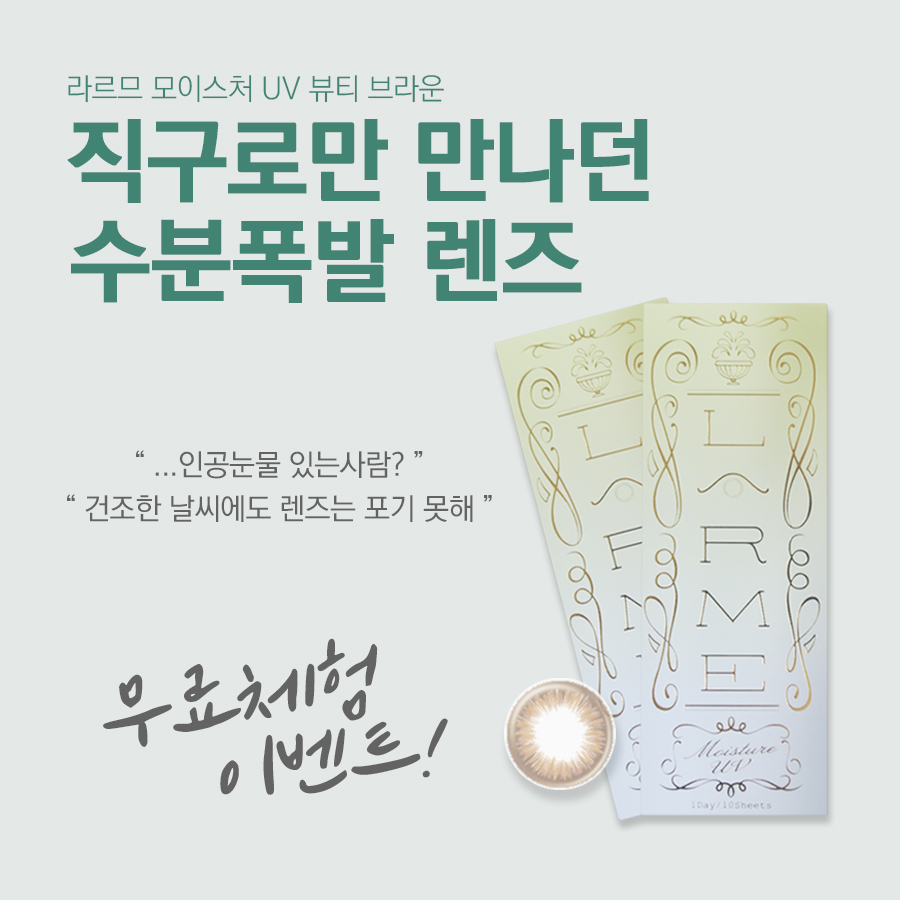 라르므 모이스처 UV 뷰티 브라운
직구로만 만나던
수분폭발 렌즈
“ ...인공눈물 있는사람? ”
“ 건조한 날씨에도 렌즈는 포기 못해 ”
무료체험
이벤트!
LARME
Moisture
UV
1Day/10Sheets